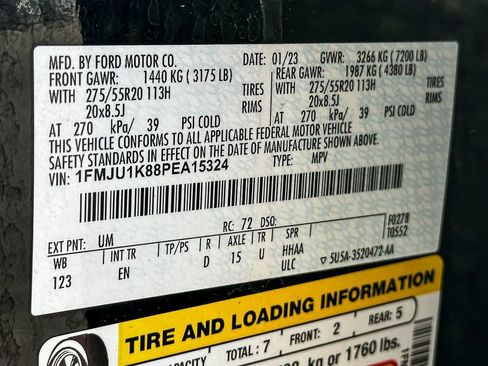 MFD. BY FORD MOTOR CO. DATE: 01/23 GVWR: 3266 KG (7200 LB)
FRONT GAWR: 1440 KG (3175 LB) REAR GAWR: 1987 KG (4380 LB)
WITH 275/55R20 113H TIRES WITH 275/55R20 113H TIRES
20x8.5J RIMS 20x8.5J RIMS
AT 270 kPa/ 39 PSI COLD AT 270 kPa/ 39 PSI COLD
THIS VEHICLE CONFORMS TO ALL APPLICABLE FEDERAL MOTOR VEHICLE
SAFETY STANDARDS IN EFFECT ON THE DATE OF MANUFACTURE SHOWN ABOVE.
VIN: 1FMJU1K88PEA15324 TYPE: MPV
EXT PNT: UM RC: 72 DSO: F0278
WB INT TR TP/PS R AXLE TR SPR T0552
123 EN D 15 U HHAA
ULC 5USA-3520472-AA
TIRE AND LOADING INFORMATION
CAPACITY TOTAL: 7 FRONT: 2 REAR: 5
kg or 1760 lbs.